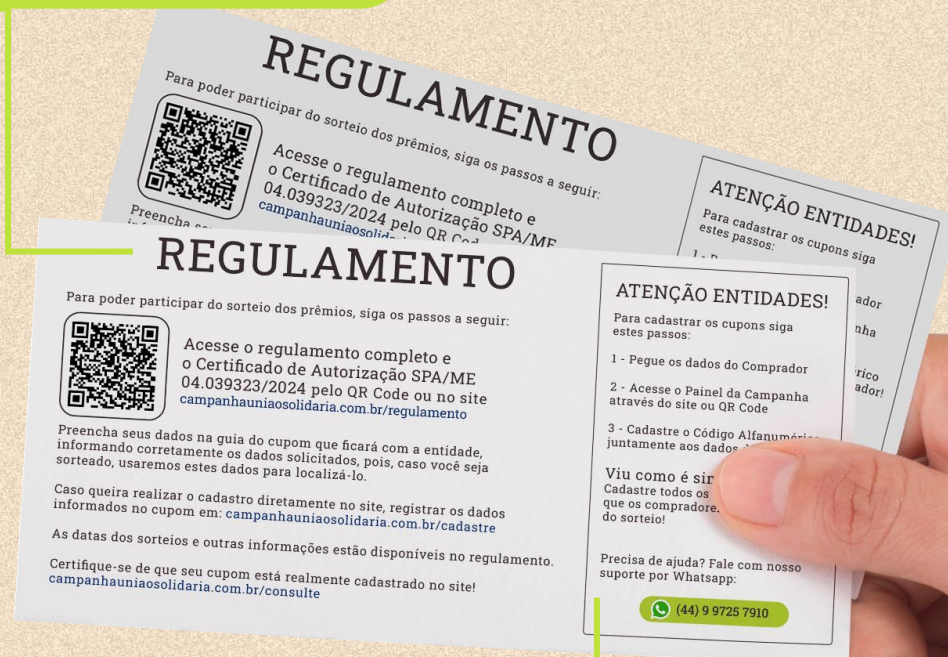 REGULAMENTO
Para poder participar do sorteio dos prêmios, siga os passos a seguir:
Acesse o regulamento completo e
o Certificado de Autorização SPA/ME
04.039323/2024 pelo QR Code
Preencha
ATENÇÃO ENTIDADES!
Para cadastrar os cupons siga
estes passos:
REGULAMENTO
Para poder participar do sorteio dos prêmios, siga os passos a seguir:
Acesse o regulamento completo e
o Certificado de Autorização SPA/ME
04.039323/2024 pelo QR Code ou no site
campanhauniaosolidaria.com.br/regulamento
Preencha seus dados na guia do cupom que ficará com a entidade,
informando corretamente os dados solicitados, pois, caso você seja
sorteado, usaremos estes dados para localizá-lo.
Caso queira realizar o cadastro diretamente no site, registrar os dados
informados no cupom em: campanhauniaosolidaria.com.br/cadastre
As datas dos sorteios e outras informações estão disponíveis no regulamento.
Certifique-se de que seu cupom está realmente cadastrado no site!
campanhauniaosolidaria.com.br/consulte
ATENÇÃO ENTIDADES!
Para cadastrar os cupons siga
estes passos:
1 - Pegue os dados do Comprador
2 - Acesse o Painel da Campanha
através do site ou QR Code
3 - Cadastre o Código Alfanumérico
juntamente aos dados
Viu como é
Cadastre todos os
que os compradores
do sorteio!
Precisa de ajuda? Fale com nosso
suporte por Whatsapp:
(44) 9 9725 7910